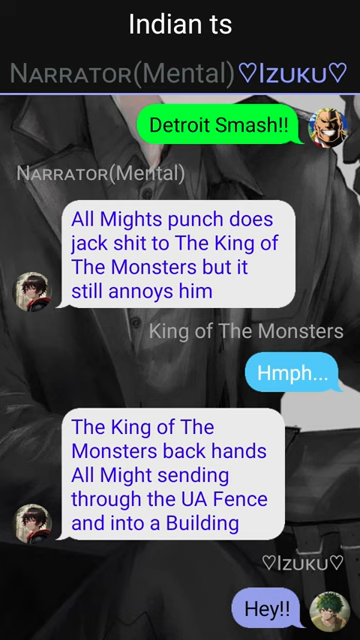 Indian ts
Narrator(Mental) ♡Izuku♡
Detroit Smash!!
Narrator(Mental)
All Mights punch does
jack shit to The King of
The Monsters but it
still annoys him
King of The Monsters
Hmph...
The King of The
Monsters back hands
All Might sending
through the UA Fence
and into a Building
♡Izuku♡
Hey!!